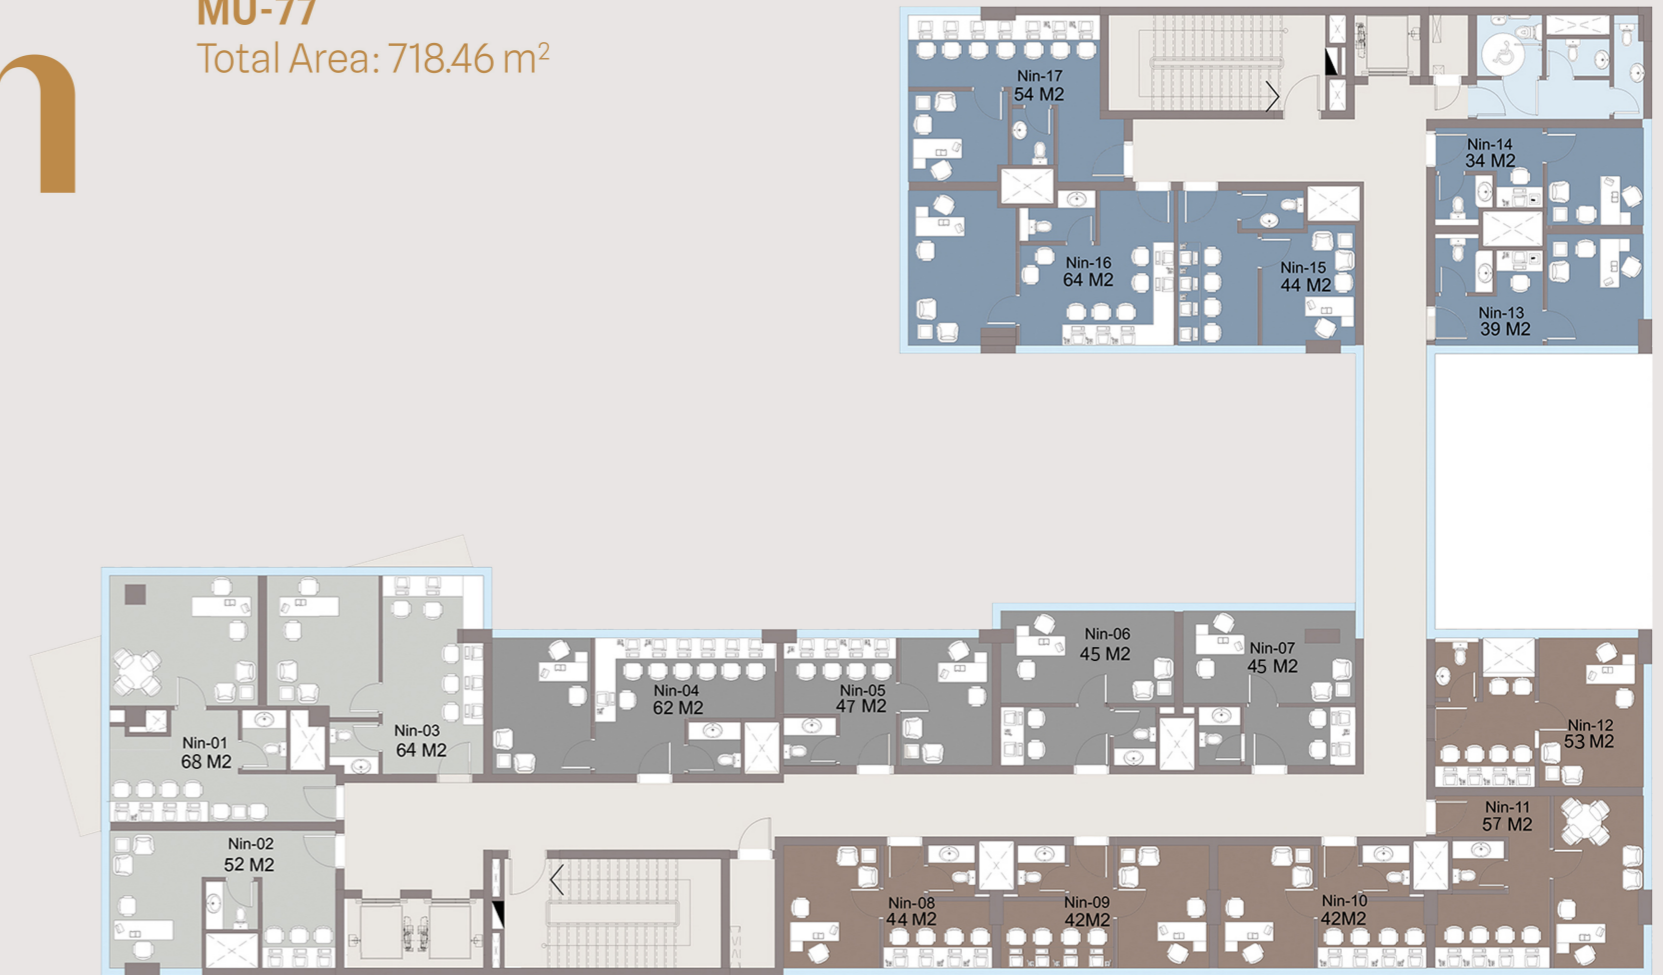 n
MU-77
Total Area: 718.46 m²
Nin-17
54 M2
Nin-14
34 M2
Nin-16
64 M2
Nin-15
44 M2
Nin-13
39 M2
Nin-06
45 M2
Nin-07
45 M2
Nin-04
62 M2
Nin-05
47 M2
Nin-03
64 M2
Nin-01
68 M2
Nin-12
53 M2
Nin-11
57 M2
Nin-02
52 M2
Nin-08
44 M2
Nin-09
42M2
Nin-10
42M2